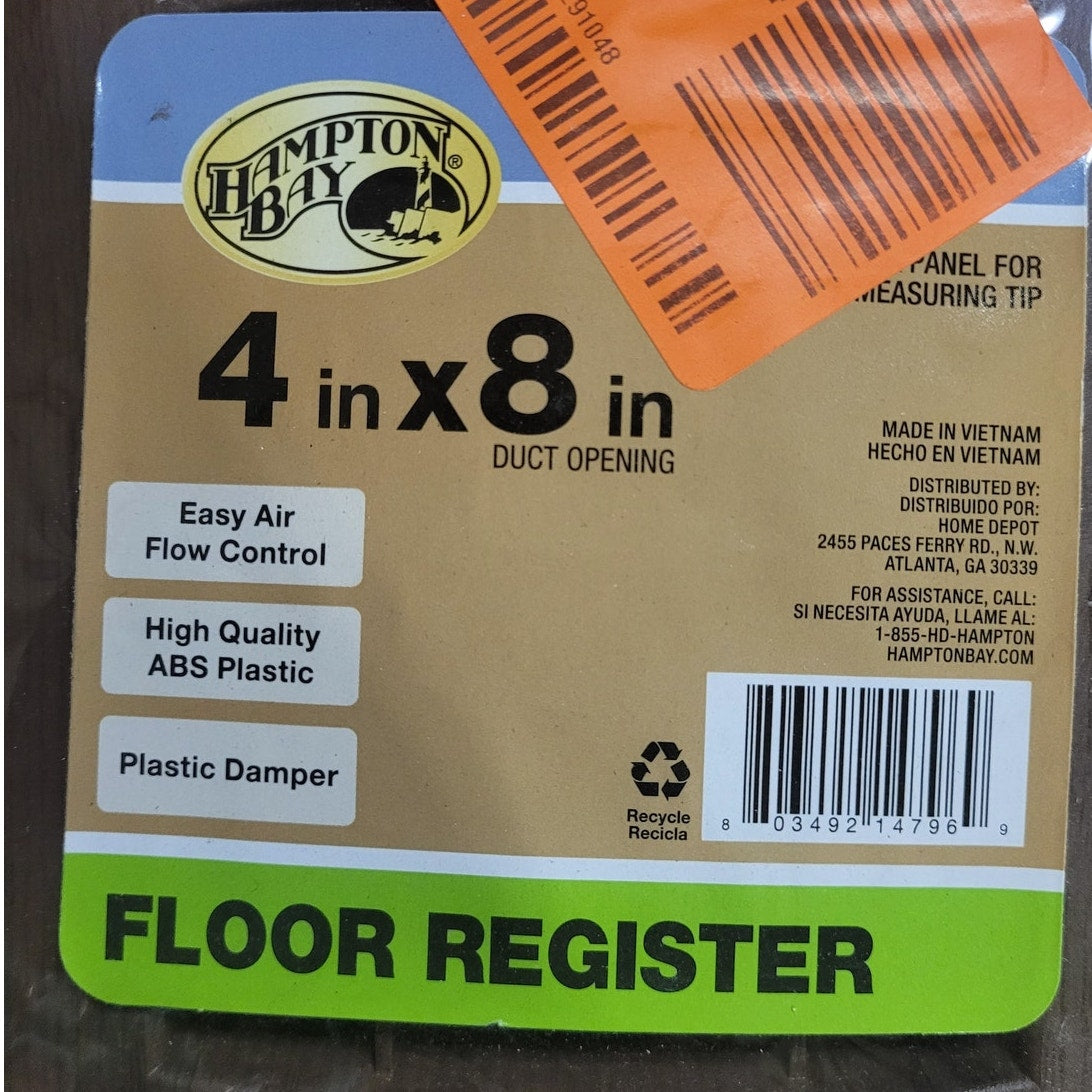 91048
HAMPTON
BAY®
PANEL FOR
MEASURING TIP
4 in x 8 in
DUCT OPENING
Easy Air
Flow Control
High Quality
ABS Plastic
Plastic Damper
MADE IN VIETNAM
HECHO EN VIETNAM
DISTRIBUTED BY:
DISTRIBUIDO POR:
HOME DEPOT
2455 PACES FERRY RD., N.W.
ATLANTA, GA 30339
FOR ASSISTANCE, CALL:
SI NECESITA AYUDA, LLAME AL:
1-855-HD-HAMPTON
HAMPTONBAY.COM
Recycle
Recicla
8 03492 14796 9
FLOOR REGISTER